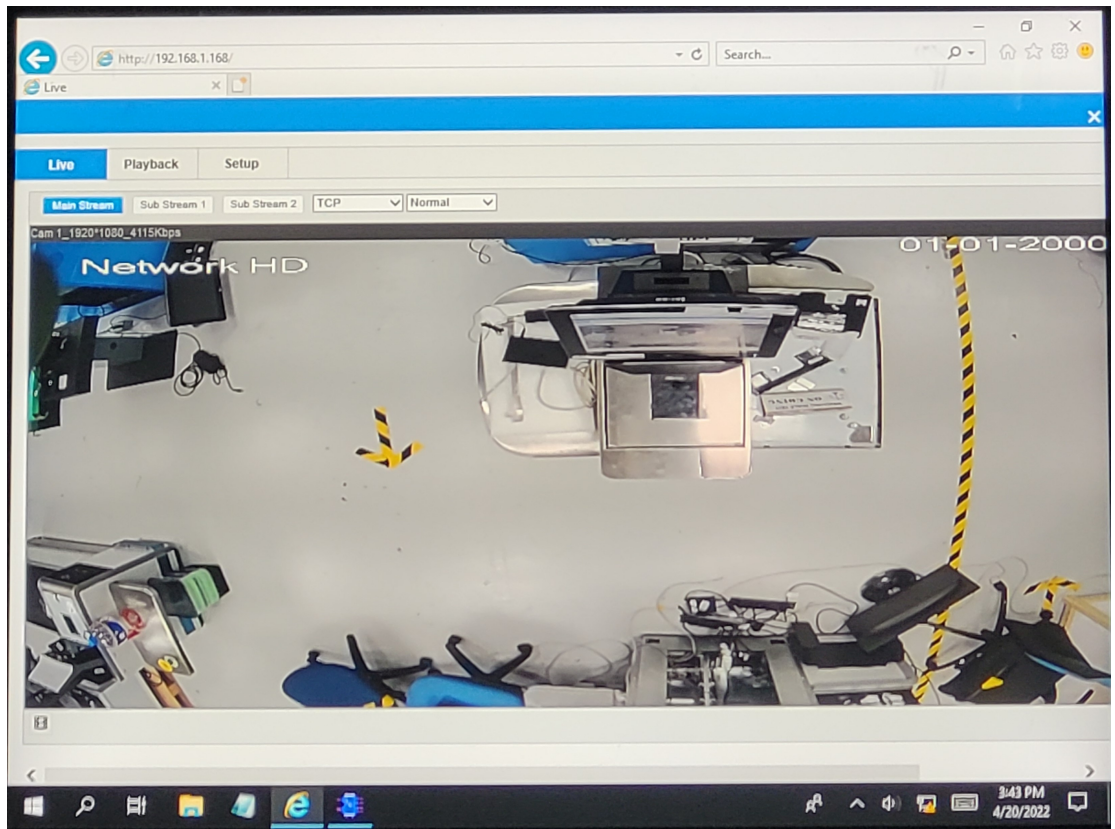 http://192.168.1.168/
Search...
Live
Live Playback Setup
Main Stream Sub Stream 1 Sub Stream 2 TCP Normal
Cam 1_1920*1080_4115Kbps
01-01-2000
Network HD
3:43 PM
4/20/2022